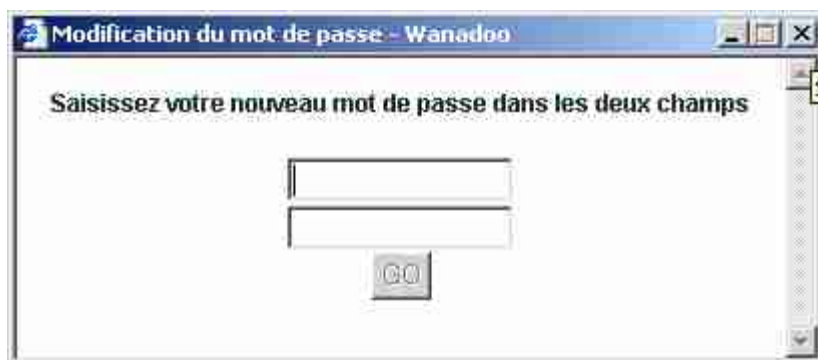 Modification du mot de passe - Wanadoo
Saisissez votre nouveau mot de passe dans les deux champs
GO